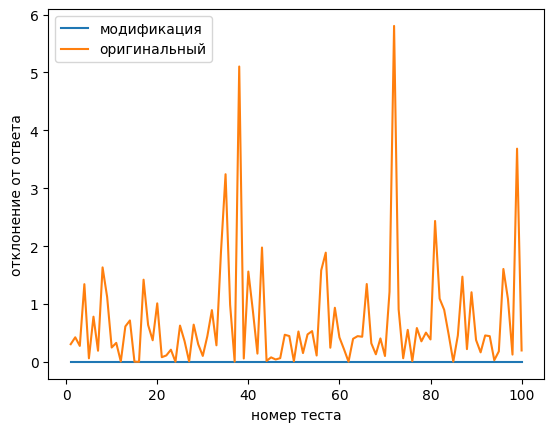 модификация
оригинальный
отклонение от ответа
6
5
4
3
2
1
0
0 20 40 60 80 100
номер теста